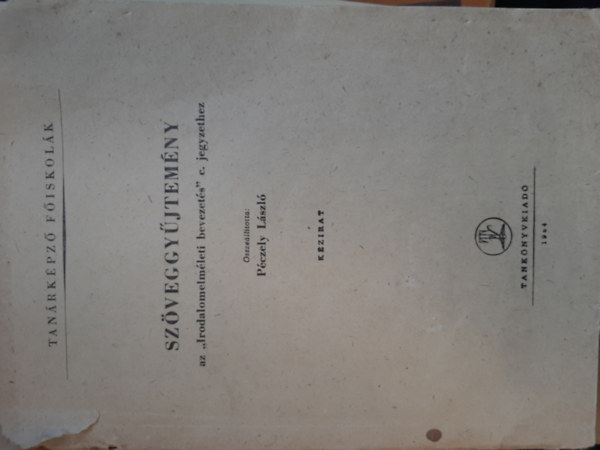 TANÁRKÉPZŐ FŐISKOLÁK
SZÖVEGGYŰJTEMÉNY
az „Irodalomelméleti bevezetés” c. jegyzethez
Összeállította:
Péczely László
KÉZIRAT
TANKÖNYVKIADÓ